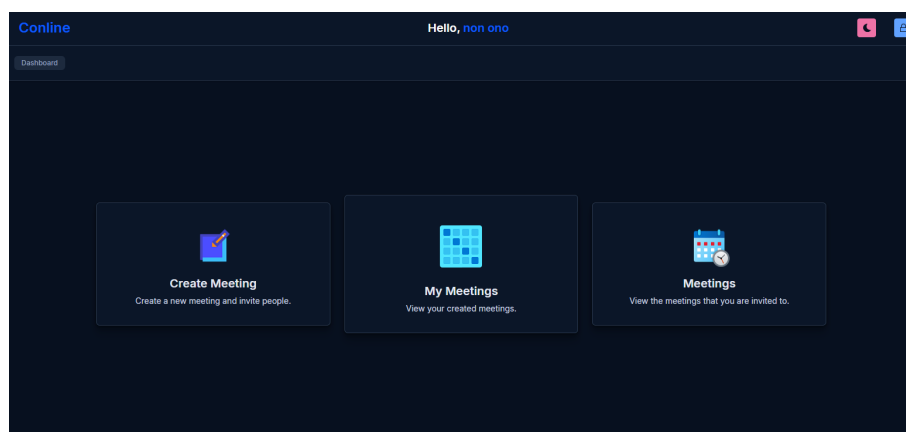 Conline
Hello, non ono
Dashboard
Create Meeting
Create a new meeting and invite people.
My Meetings
View your created meetings.
Meetings
View the meetings that you are invited to.